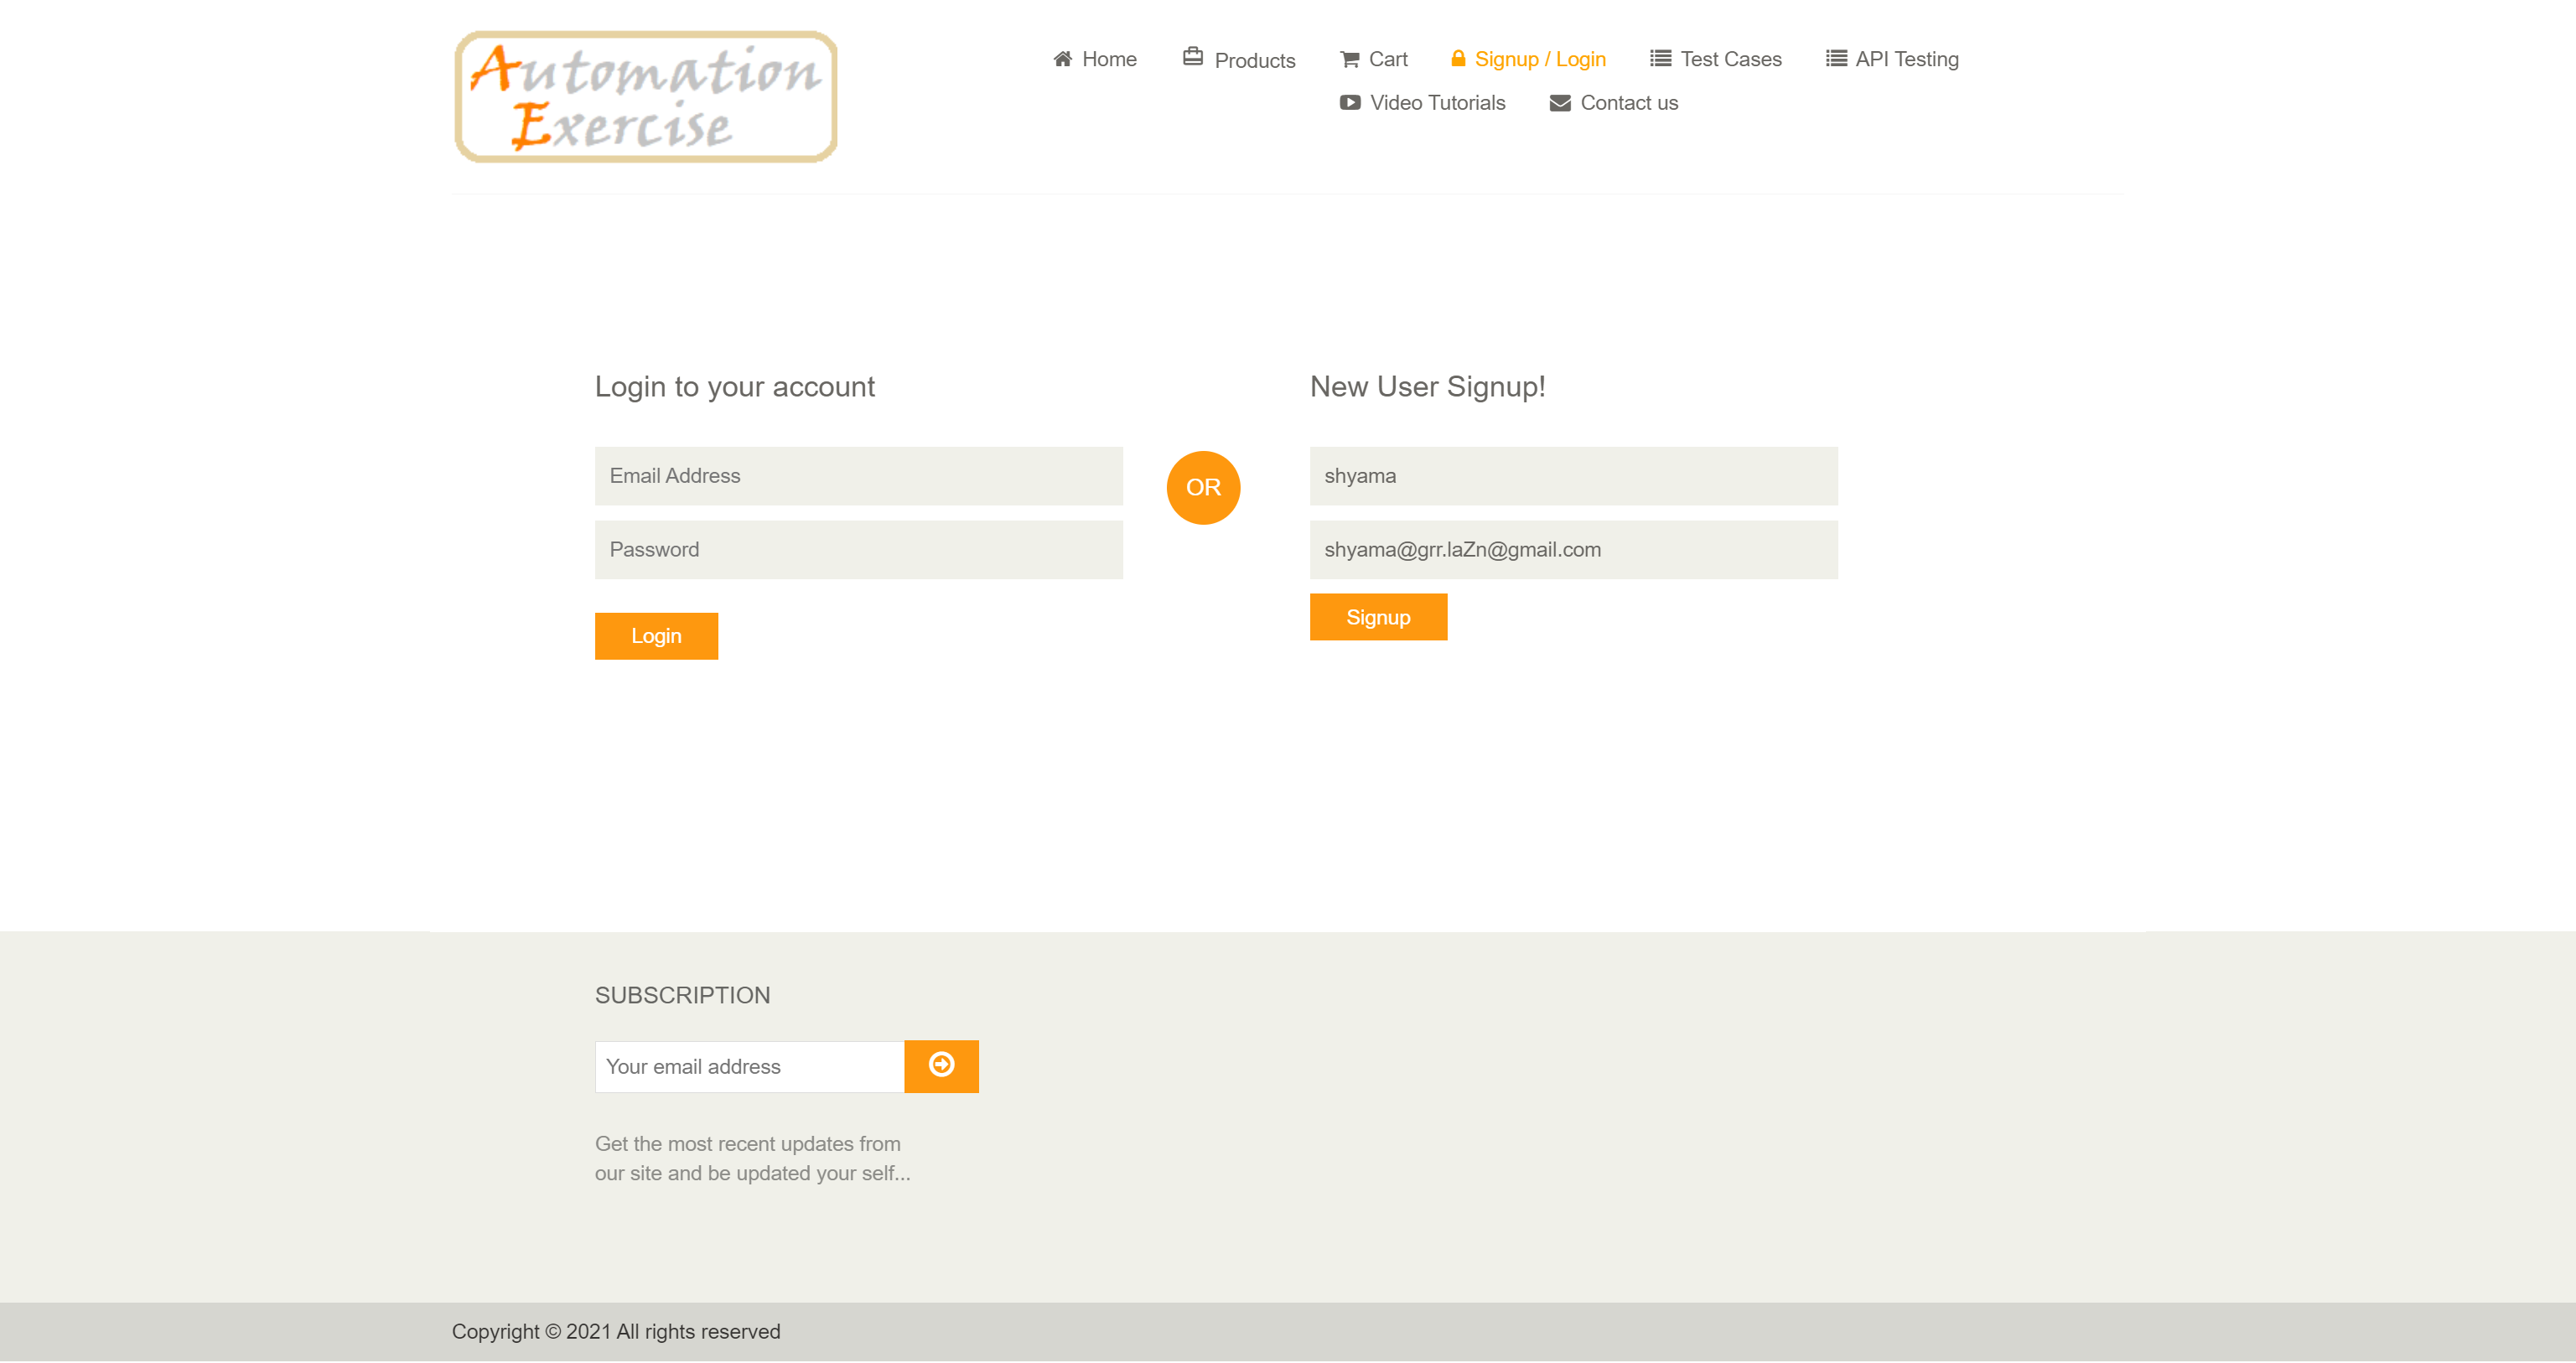 Automation
Exercise
Home Products Cart Signup / Login Test Cases API Testing
Video Tutorials Contact us
Login to your account
Email Address
Password
Login
OR
New User Signup!
shyama
shyama@grr.laZn@gmail.com
Signup
SUBSCRIPTION
Your email address
Get the most recent updates from
our site and be updated your self...
Copyright © 2021 All rights reserved